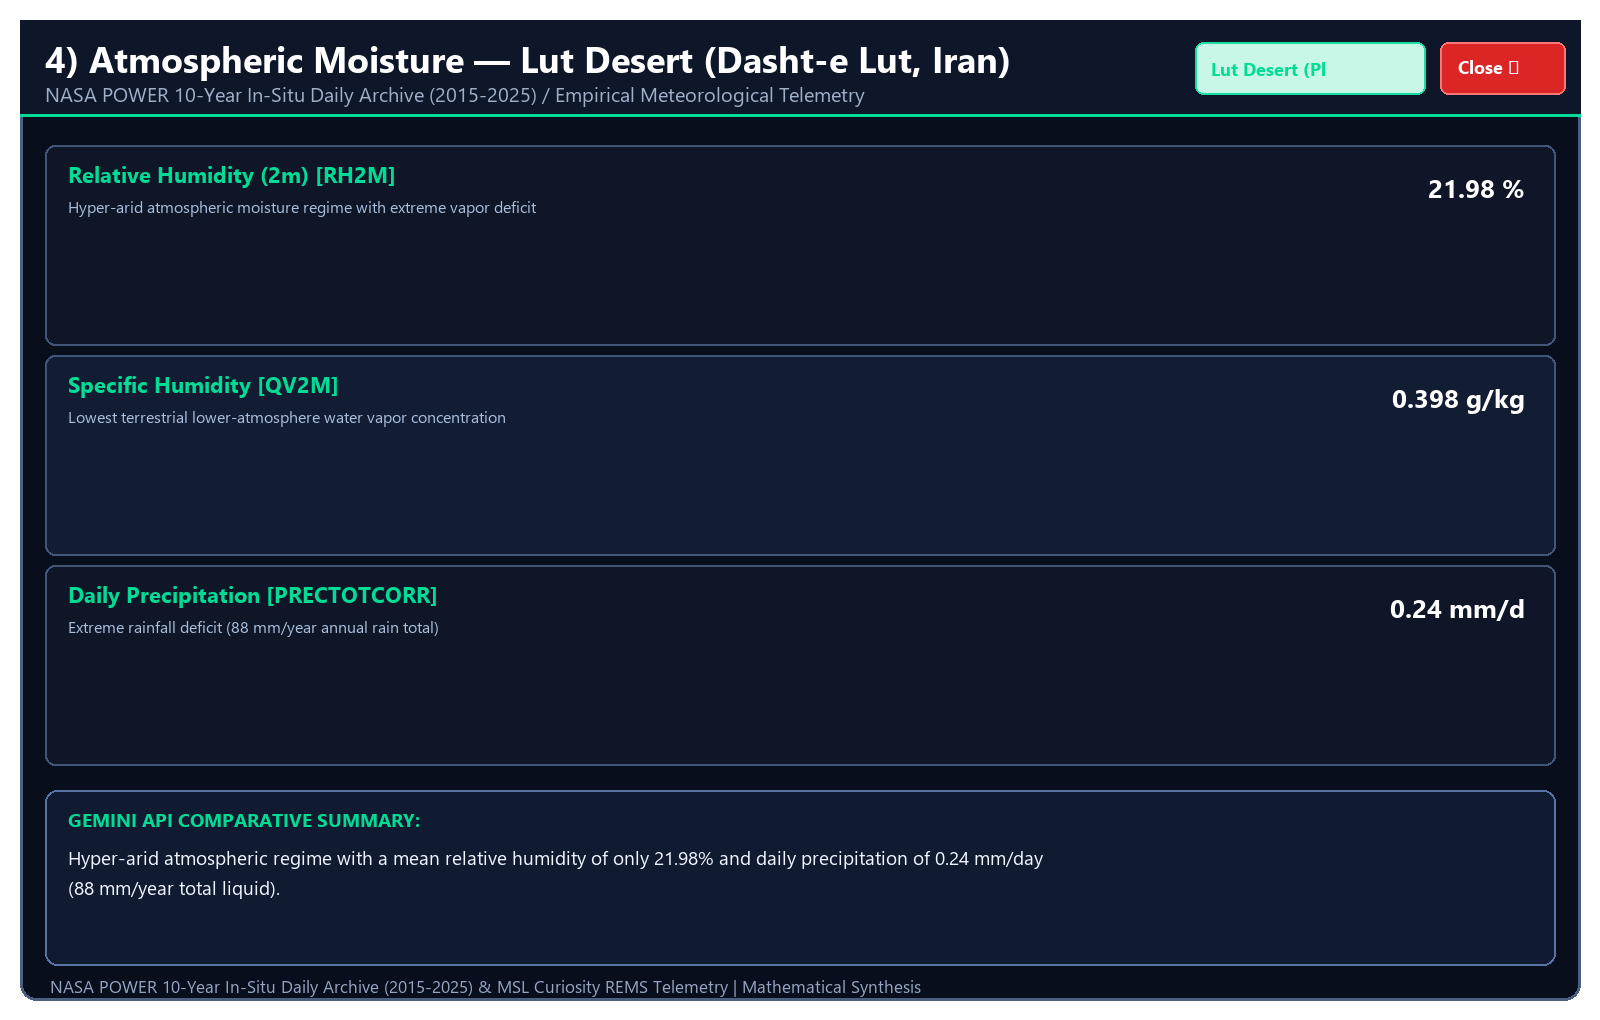 4) Atmospheric Moisture — Lut Desert (Dasht-e Lut, Iran)
NASA POWER 10-Year In-Situ Daily Archive (2015-2025) / Empirical Meteorological Telemetry
Lut Desert (Pl
Close
Relative Humidity (2m) [RH2M]
Hyper-arid atmospheric moisture regime with extreme vapor deficit
21.98 %
Specific Humidity [QV2M]
Lowest terrestrial lower-atmosphere water vapor concentration
0.398 g/kg
Daily Precipitation [PRECTOTCORR]
Extreme rainfall deficit (88 mm/year annual rain total)
0.24 mm/d
GEMINI API COMPARATIVE SUMMARY:
Hyper-arid atmospheric regime with a mean relative humidity of only 21.98% and daily precipitation of 0.24 mm/day
(88 mm/year total liquid).
NASA POWER 10-Year In-Situ Daily Archive (2015-2025) & MSL Curiosity REMS Telemetry | Mathematical Synthesis